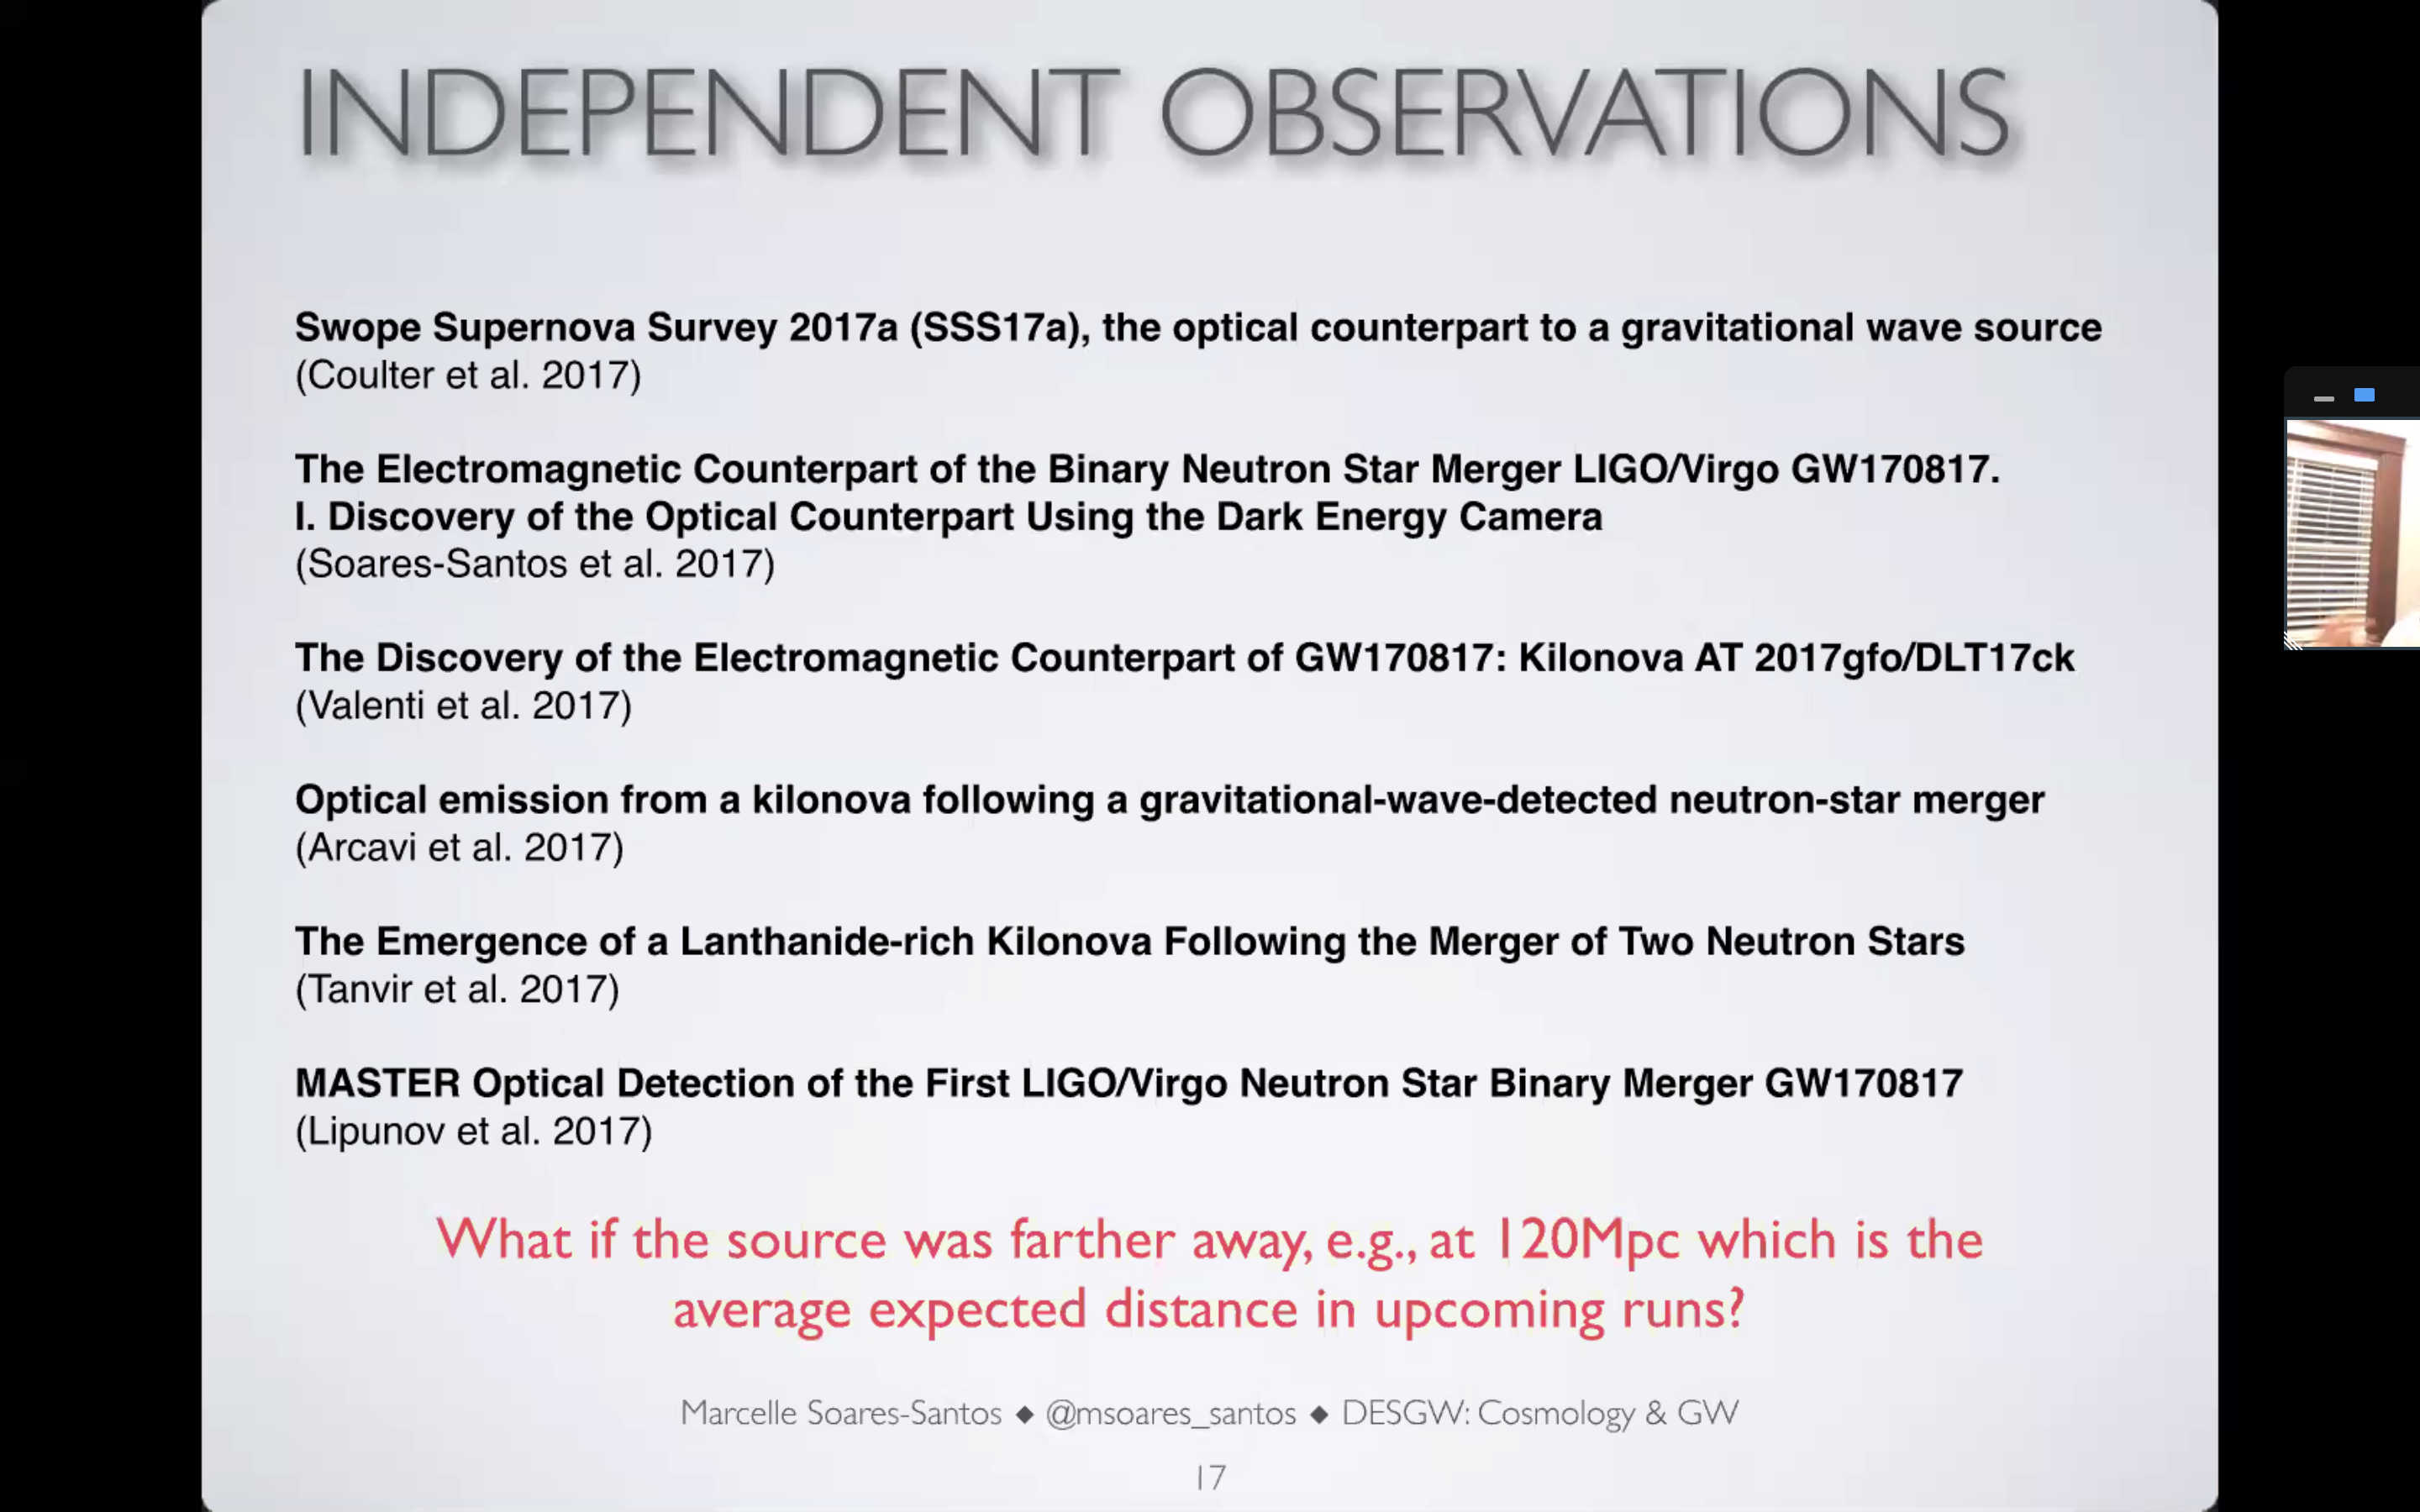 INDEPENDENT OBSERVATIONS
Swope Supernova Survey 2017a (SSS17a), the optical counterpart to a gravitational wave source
(Coulter et al. 2017)
The Electromagnetic Counterpart of the Binary Neutron Star Merger LIGO/Virgo GW170817.
I. Discovery of the Optical Counterpart Using the Dark Energy Camera
(Soares-Santos et al. 2017)
The Discovery of the Electromagnetic Counterpart of GW170817: Kilonova AT 2017gfo/DLT17ck
(Valenti et al. 2017)
Optical emission from a kilonova following a gravitational-wave-detected neutron-star merger
(Arcavi et al. 2017)
The Emergence of a Lanthanide-rich Kilonova Following the Merger of Two Neutron Stars
(Tanvir et al. 2017)
MASTER Optical Detection of the First LIGO/Virgo Neutron Star Binary Merger GW170817
(Lipunov et al. 2017)
What if the source was farther away, e.g., at 120Mpc which is the
average expected distance in upcoming runs?
Marcelle Soares-Santos ◆ @msoares_santos ◆ DESGW: Cosmology & GW
17